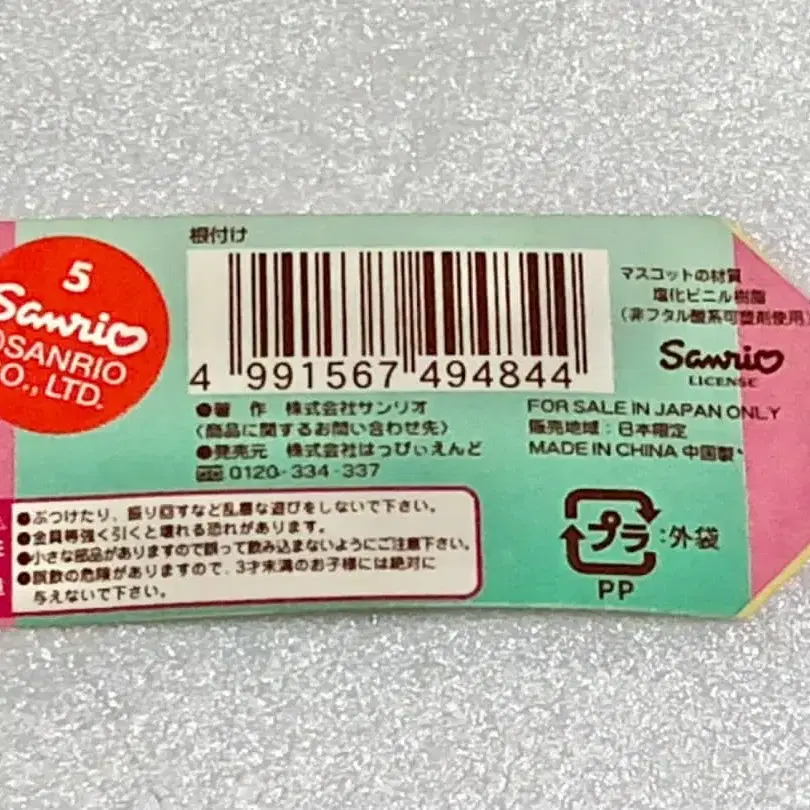 5
Sanrio
SANRIO
CO., LTD.
根付け
4 991567 494844
マスコットの材質
塩化ビニル樹脂
(非フタル酸系可塑剤使用)
Sanrio
LICENSE
●著 作 株式会社サンリオ
〈商品に関するお問い合わせ先〉
●発売元 株式会社はっぴぃえんど
0120-334-337
FOR SALE IN JAPAN ONLY
販売地域:日本限定
MADE IN CHINA 中国製
●ぶつけたり、振り回すなど乱暴な遊びをしないで下さい。
●金具等強く引くと壊れる恐れがあります。
●小さな部品がありますので誤って飲み込まないようにご注意下さい。
●誤飲の危険がありますので、3才未満のお子様には絶対に
与えないで下さい。
プラ:外袋
PP